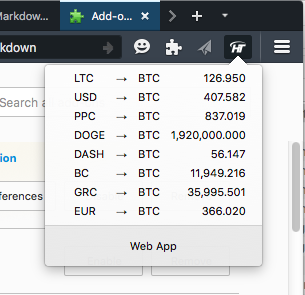 arkdown.
Add-o...
kdown
LTC → BTC 126.950
USD → BTC 407.582
PPC → BTC 837.019
DOGE → BTC 1,920,000.000
DASH → BTC 56.147
BC → BTC 11,949.216
GRC → BTC 35,995.501
EUR → BTC 366.020
Web App
Search a
ion
eferences